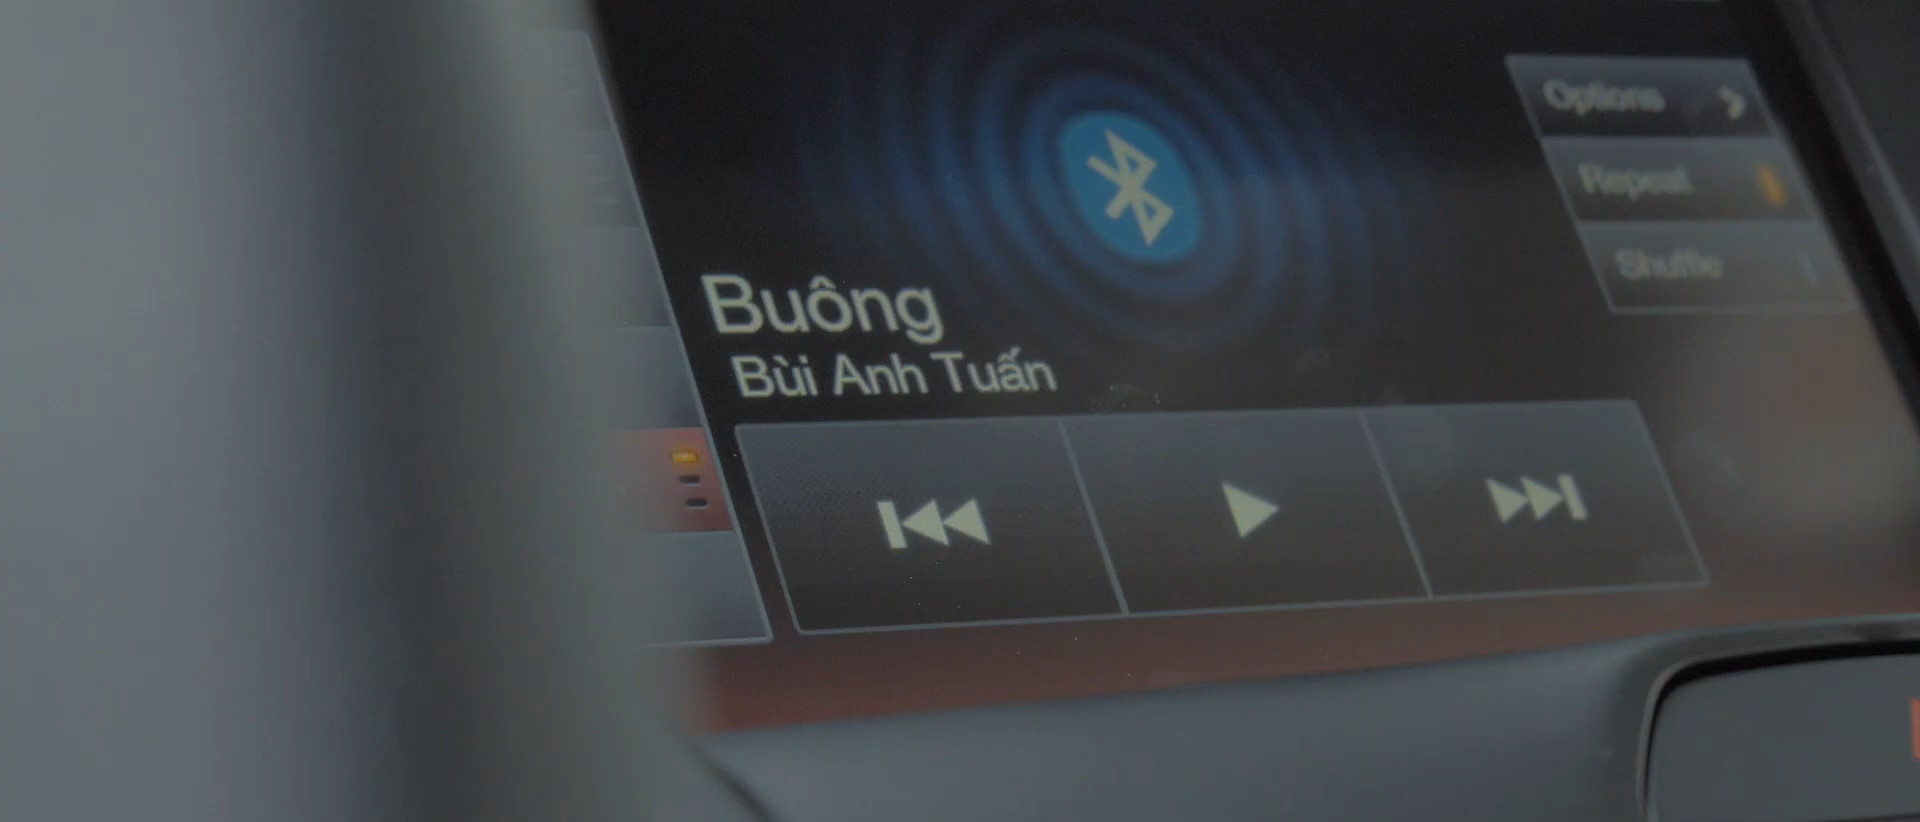 Options
Repeat
Shuffle
Buông
Bùi Anh Tuấn